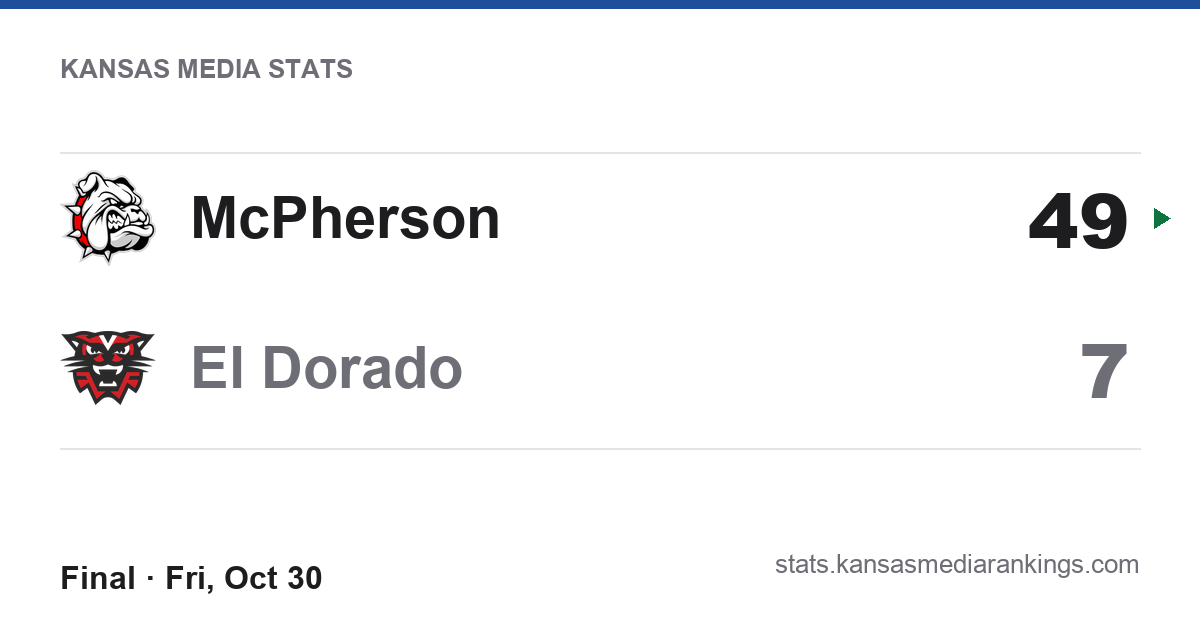 KANSAS MEDIA STATS
McPherson 49
El Dorado 7
Final · Fri, Oct 30
stats.kansasmediarankings.com